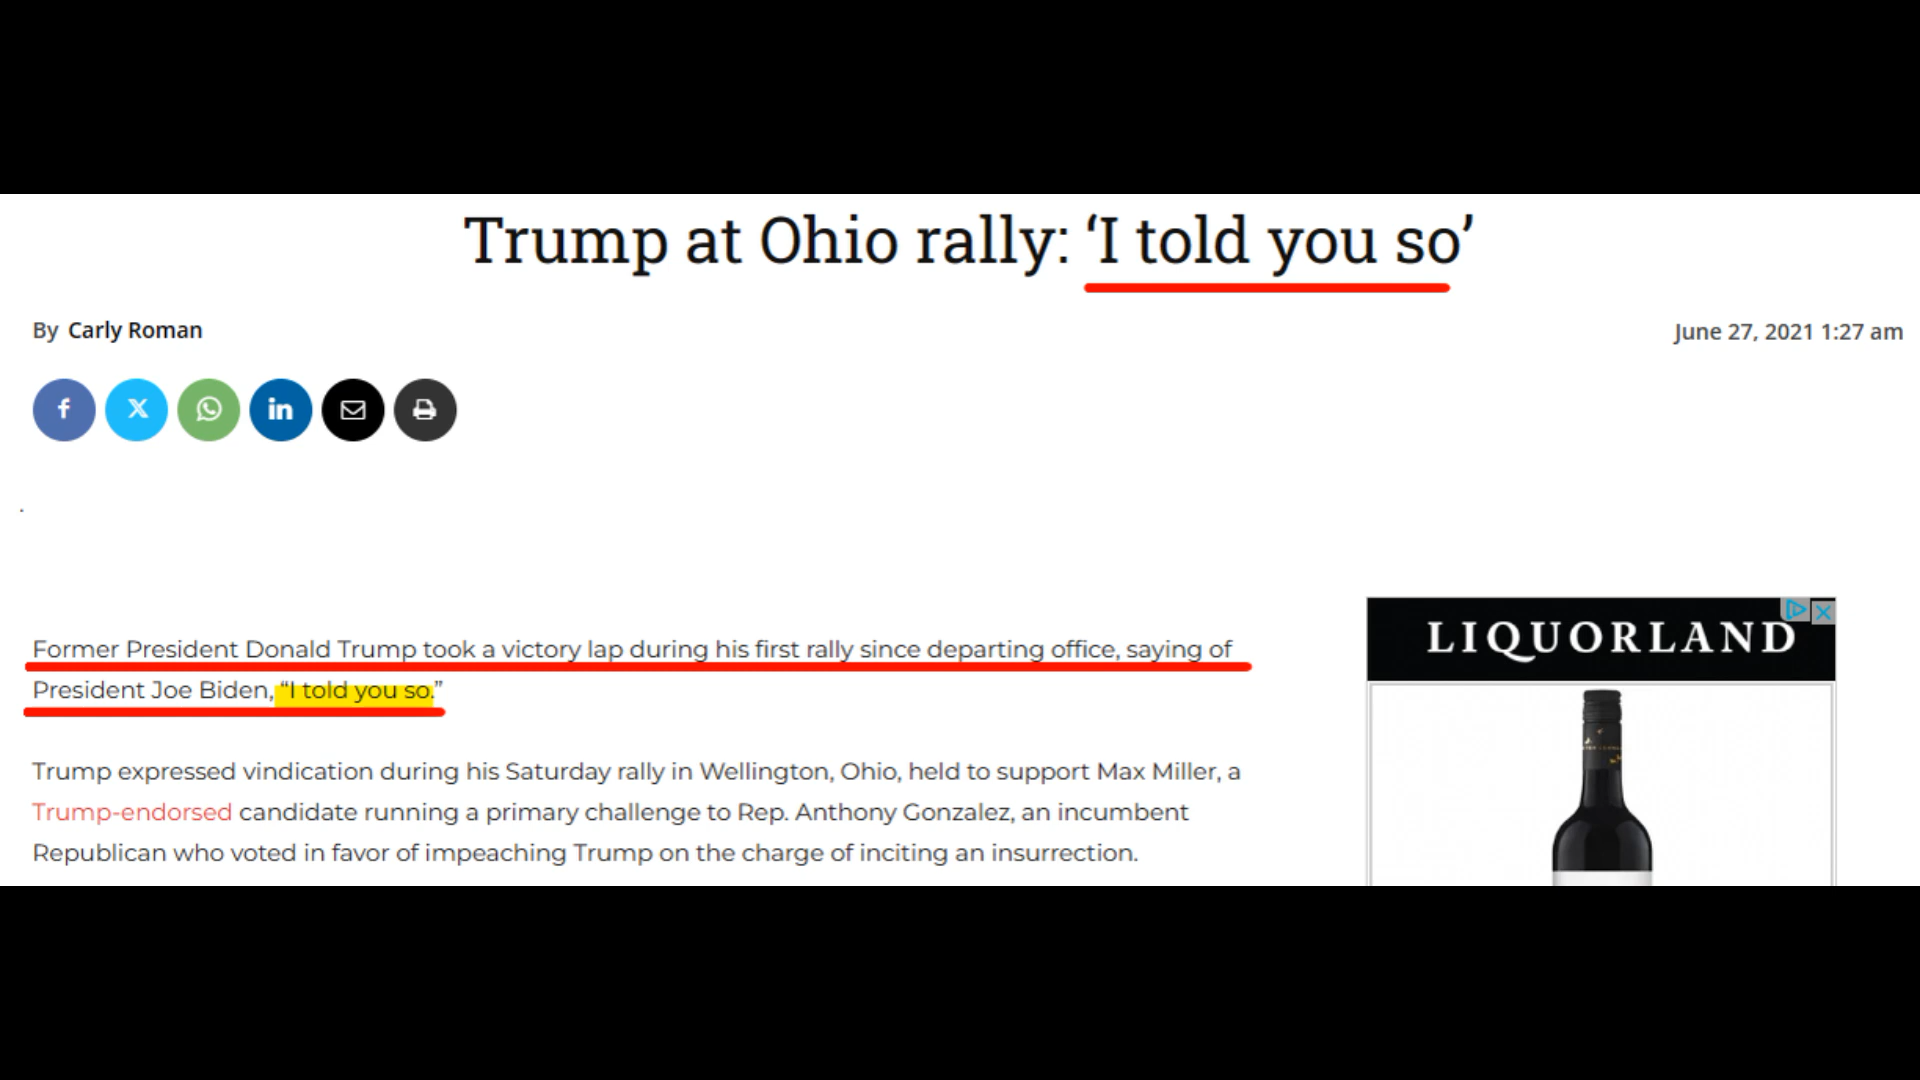 Trump at Ohio rally: ‘I told you so’
By Carly Roman
June 27, 2021 1:27 am
f X in
.
Former President Donald Trump took a victory lap during his first rally since departing office, saying of
President Joe Biden, “I told you so.”
LIQUORLAND
Trump expressed vindication during his Saturday rally in Wellington, Ohio, held to support Max Miller, a
Trump-endorsed candidate running a primary challenge to Rep. Anthony Gonzalez, an incumbent
Republican who voted in favor of impeaching Trump on the charge of inciting an insurrection.